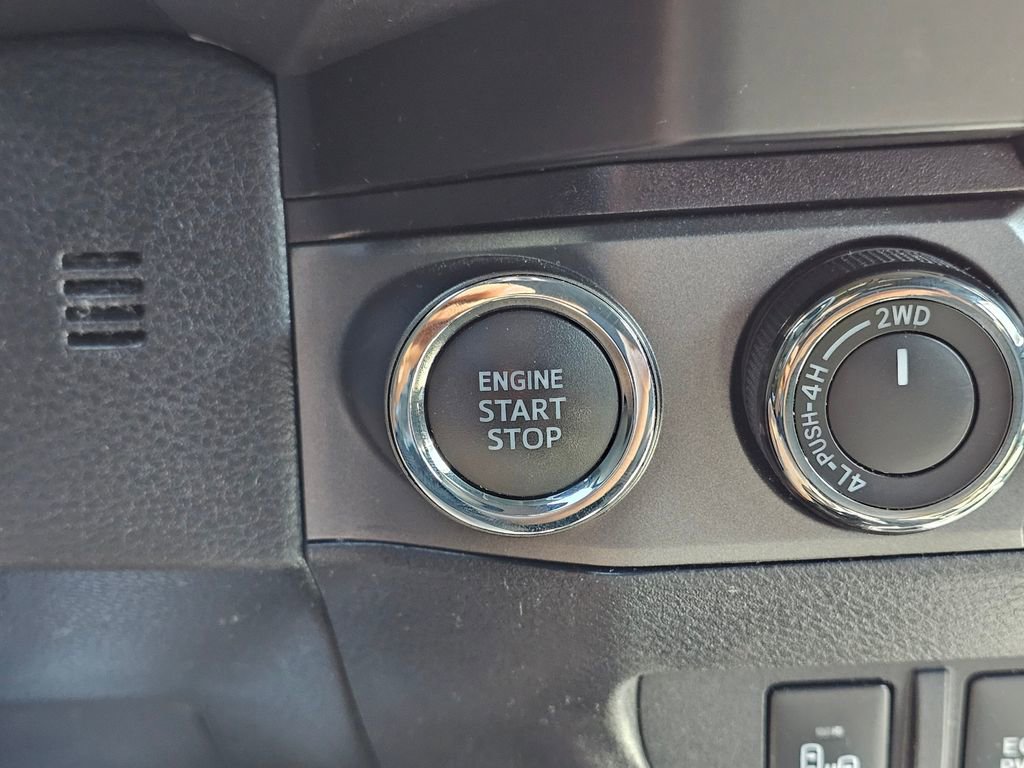 ENGINE
START
STOP
2WD
4L-PUSH-4H